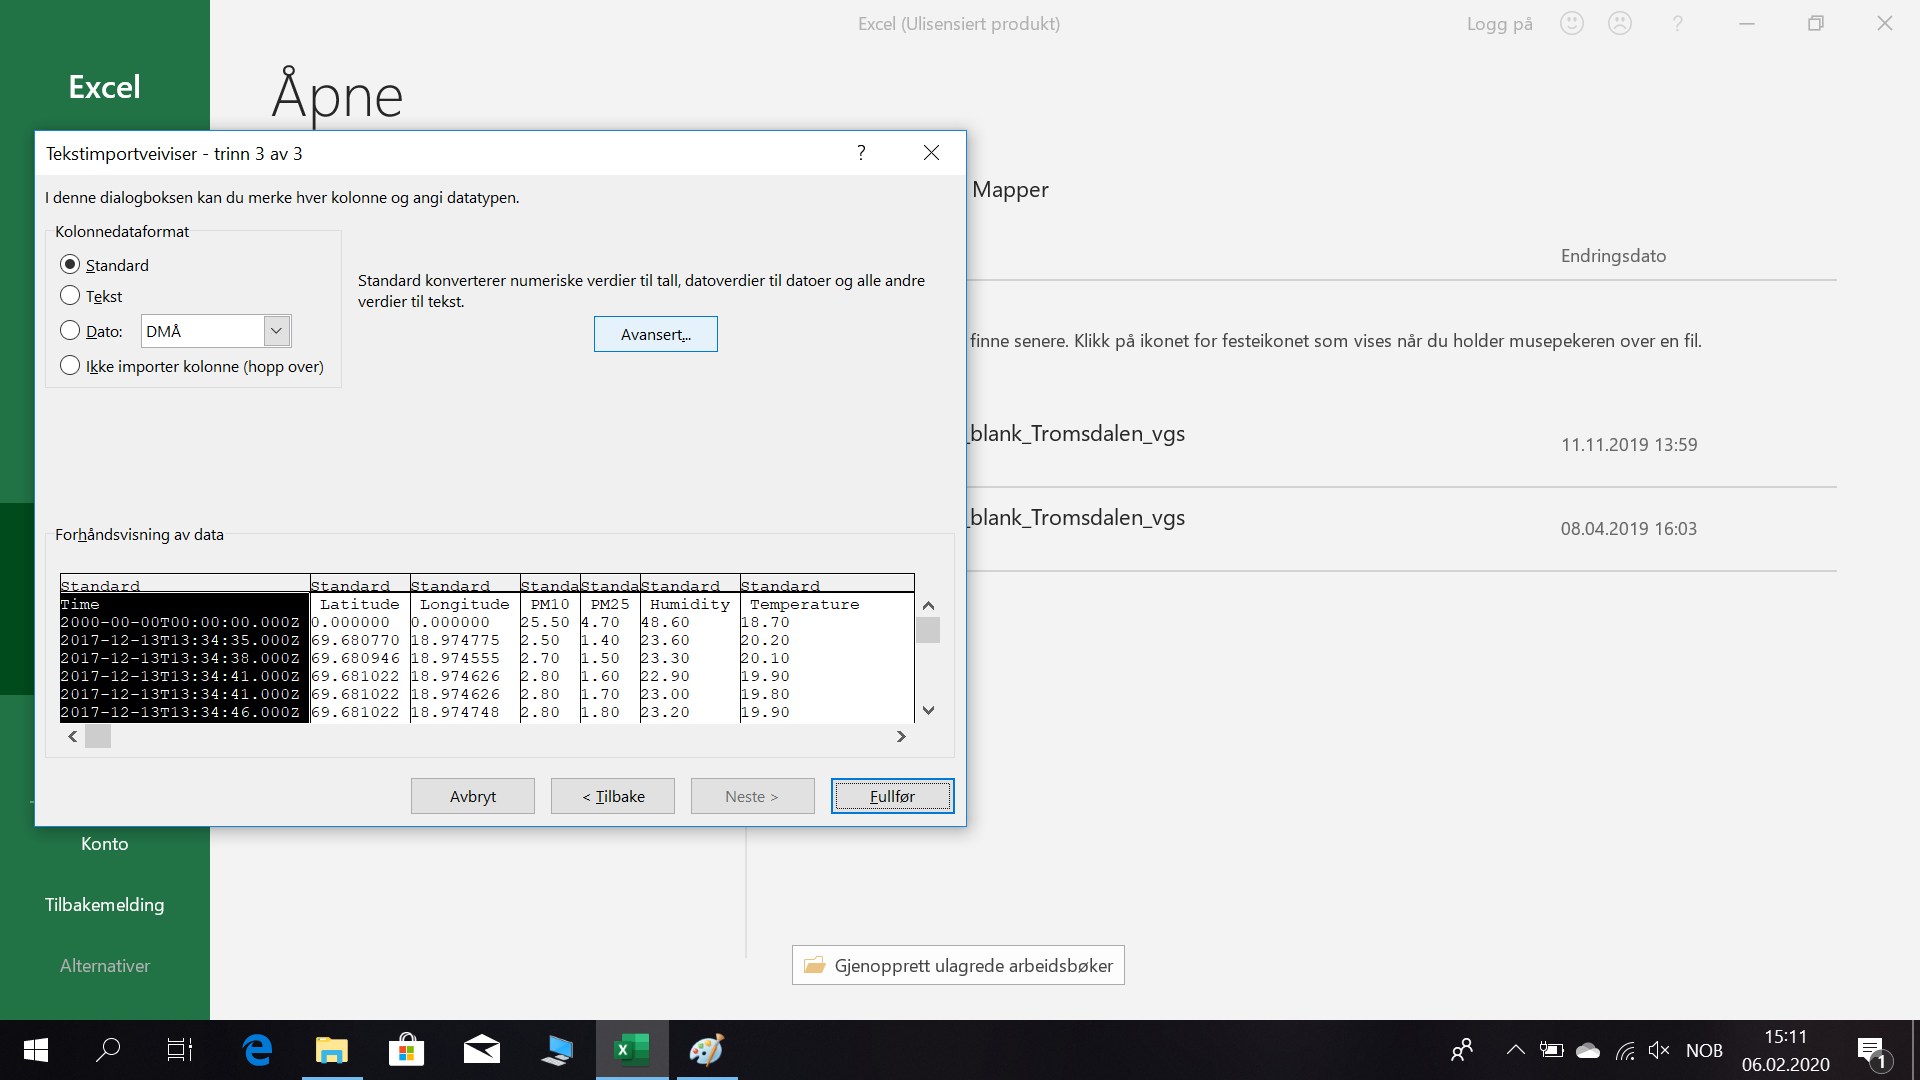 Excel (Ulisensiert produkt)
Logg på
?
Excel
Åpne
Tekstimportveiviser - trinn 3 av 3
?
I denne dialogboksen kan du merke hver kolonne og angi datatypen.
Kolonnedataformat
Standard
Tekst
Dato: DMÅ
Ikke importer kolonne (hopp over)
Standard konverterer numeriske verdier til tall, datoverdier til datoer og alle andre
verdier til tekst.
Avansert...
Forhåndsvisning av data
Standard Standard Standard Standa Standa Standard Standard
Time Latitude Longitude PM10 PM25 Humidity Temperature
2000-00-00T00:00:00.000Z 0.000000 0.000000 25.50 4.70 48.60 18.70
2017-12-13T13:34:35.000Z 69.680770 18.974775 2.50 1.40 23.60 20.20
2017-12-13T13:34:38.000Z 69.680946 18.974555 2.70 1.50 23.30 20.10
2017-12-13T13:34:41.000Z 69.681022 18.974626 2.80 1.60 22.90 19.90
2017-12-13T13:34:41.000Z 69.681022 18.974626 2.80 1.70 23.00 19.80
2017-12-13T13:34:46.000Z 69.681022 18.974748 2.80 1.80 23.20 19.90
Avbryt
< Tilbake
Neste >
Fullfør
Mapper
Endringsdato
finne senere. Klikk på ikonet for festeikonet som vises når du holder musepekeren over en fil.
_blank_Tromsdalen_vgs
11.11.2019 13:59
_blank_Tromsdalen_vgs
08.04.2019 16:03
Konto
Tilbakemelding
Alternativer
Gjenopprett ulagrede arbeidsbøker
NOB
15:11
06.02.2020
1